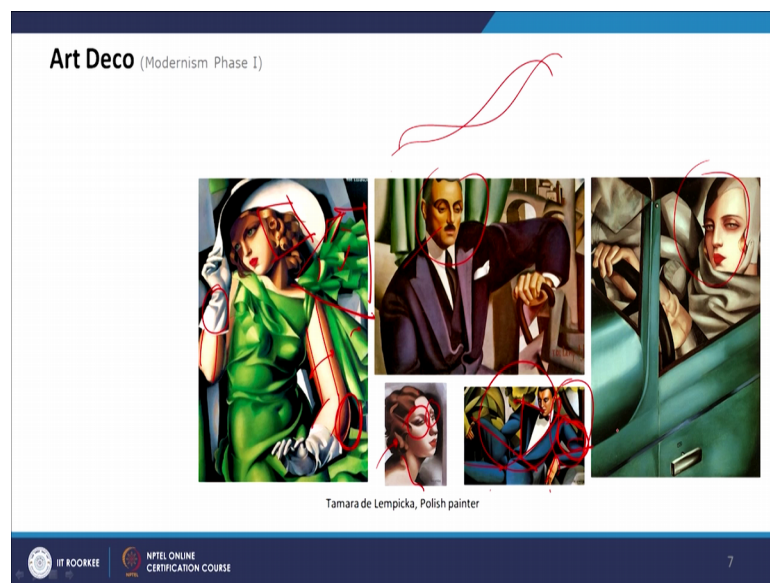 Art Deco (Modernism Phase I)
Tamara de Lempicka, Polish painter
IIT ROORKEE
NPTEL ONLINE
CERTIFICATION COURSE
7